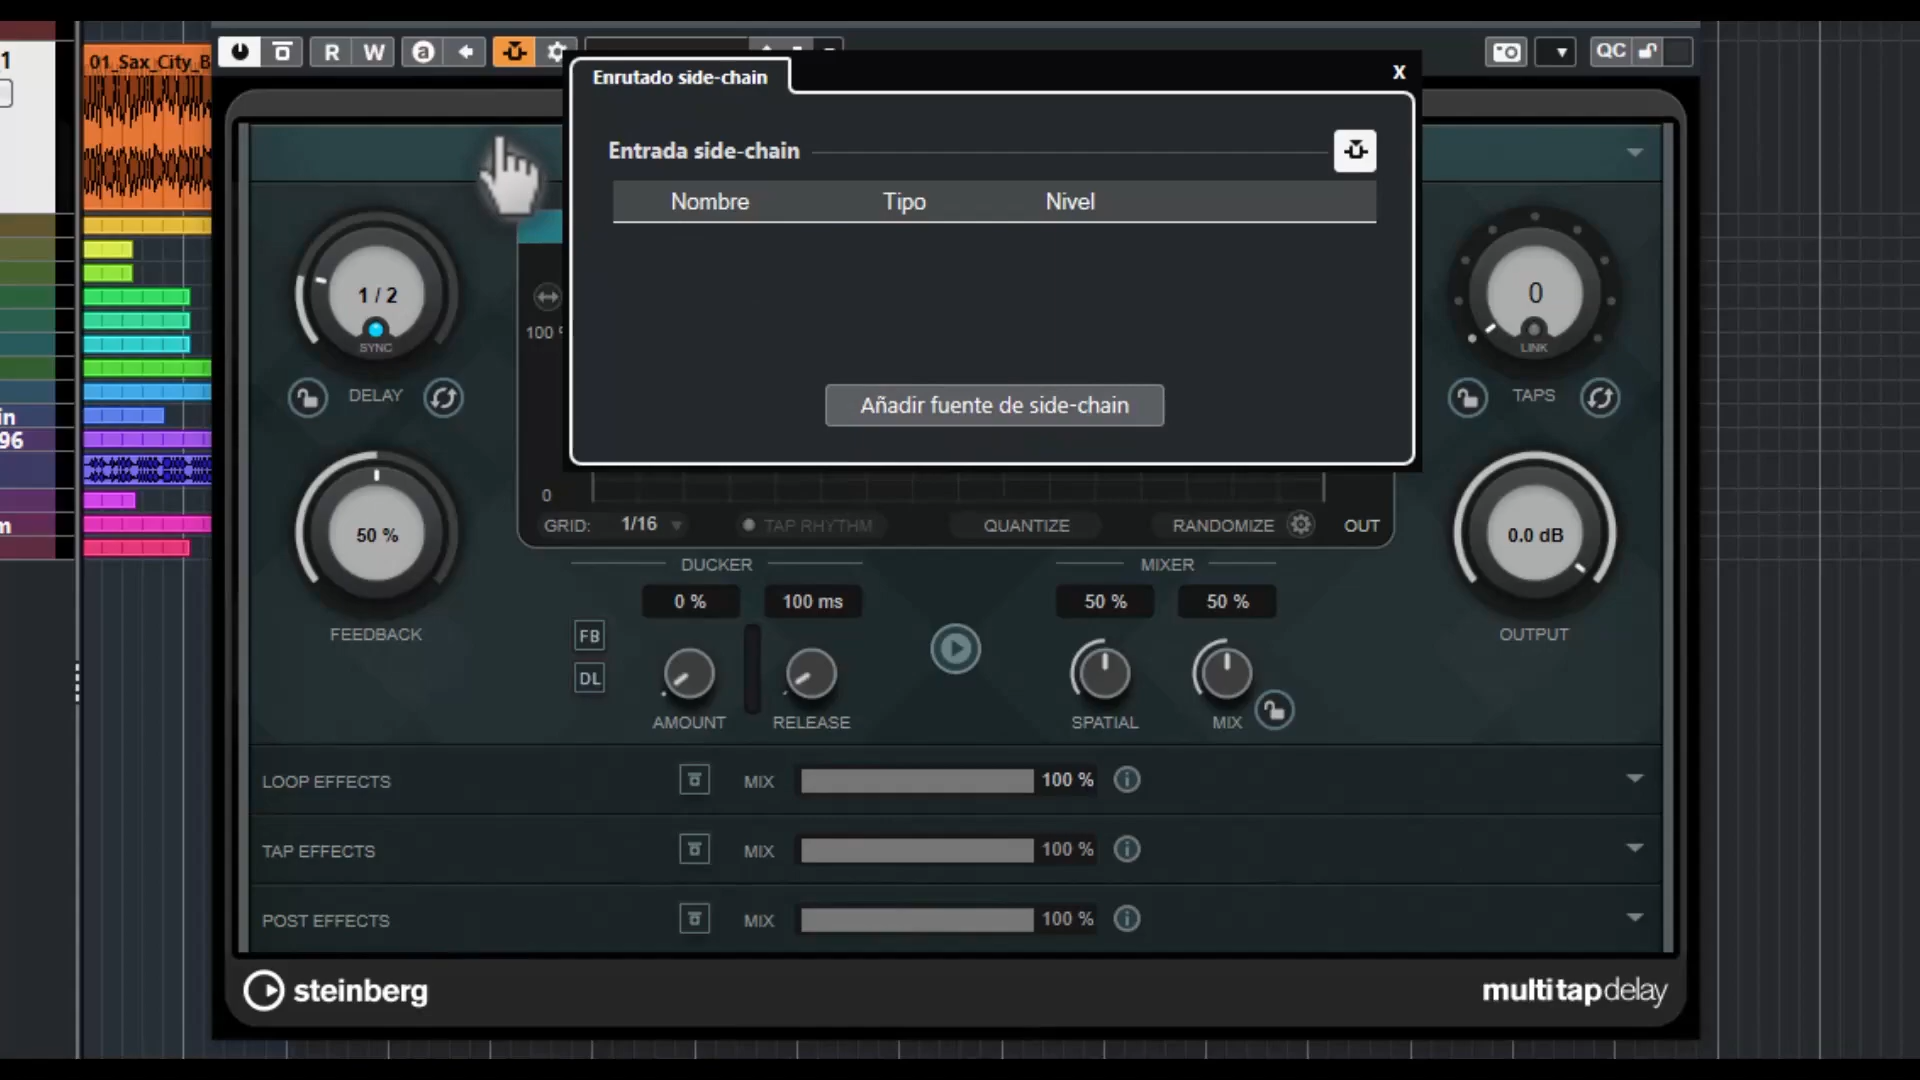 1
01_Sax_City_B
R W
QC
Enrutado side-chain
X
Entrada side-chain
Nombre Tipo Nivel
Añadir fuente de side-chain
1 / 2
SYNC
DELAY
100
0
LINK
TAPS
in
96
m
50 %
FEEDBACK
0
GRID: 1/16 TAP RHYTHM QUANTIZE RANDOMIZE OUT
0.0 dB
OUTPUT
DUCKER
0 % 100 ms
FB
DL
AMOUNT RELEASE
MIXER
50 % 50 %
SPATIAL MIX
LOOP EFFECTS MIX 100 %
TAP EFFECTS MIX 100 %
POST EFFECTS MIX 100 %
steinberg
multitapdelay